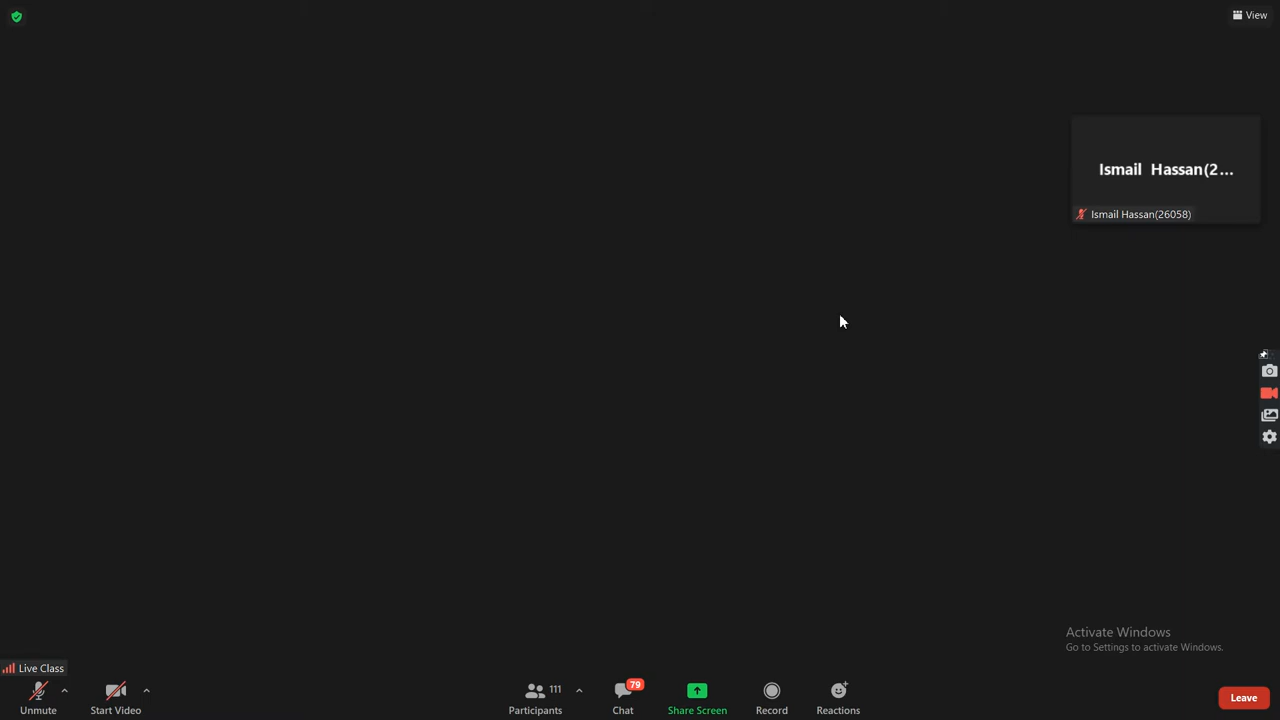 View
Ismail Hassan(2...
Ismail Hassan(26058)
Activate Windows
Go to Settings to activate Windows.
Live Class
Unmute
Start Video
111
Participants
79
Chat
Share Screen
Record
Reactions
Leave